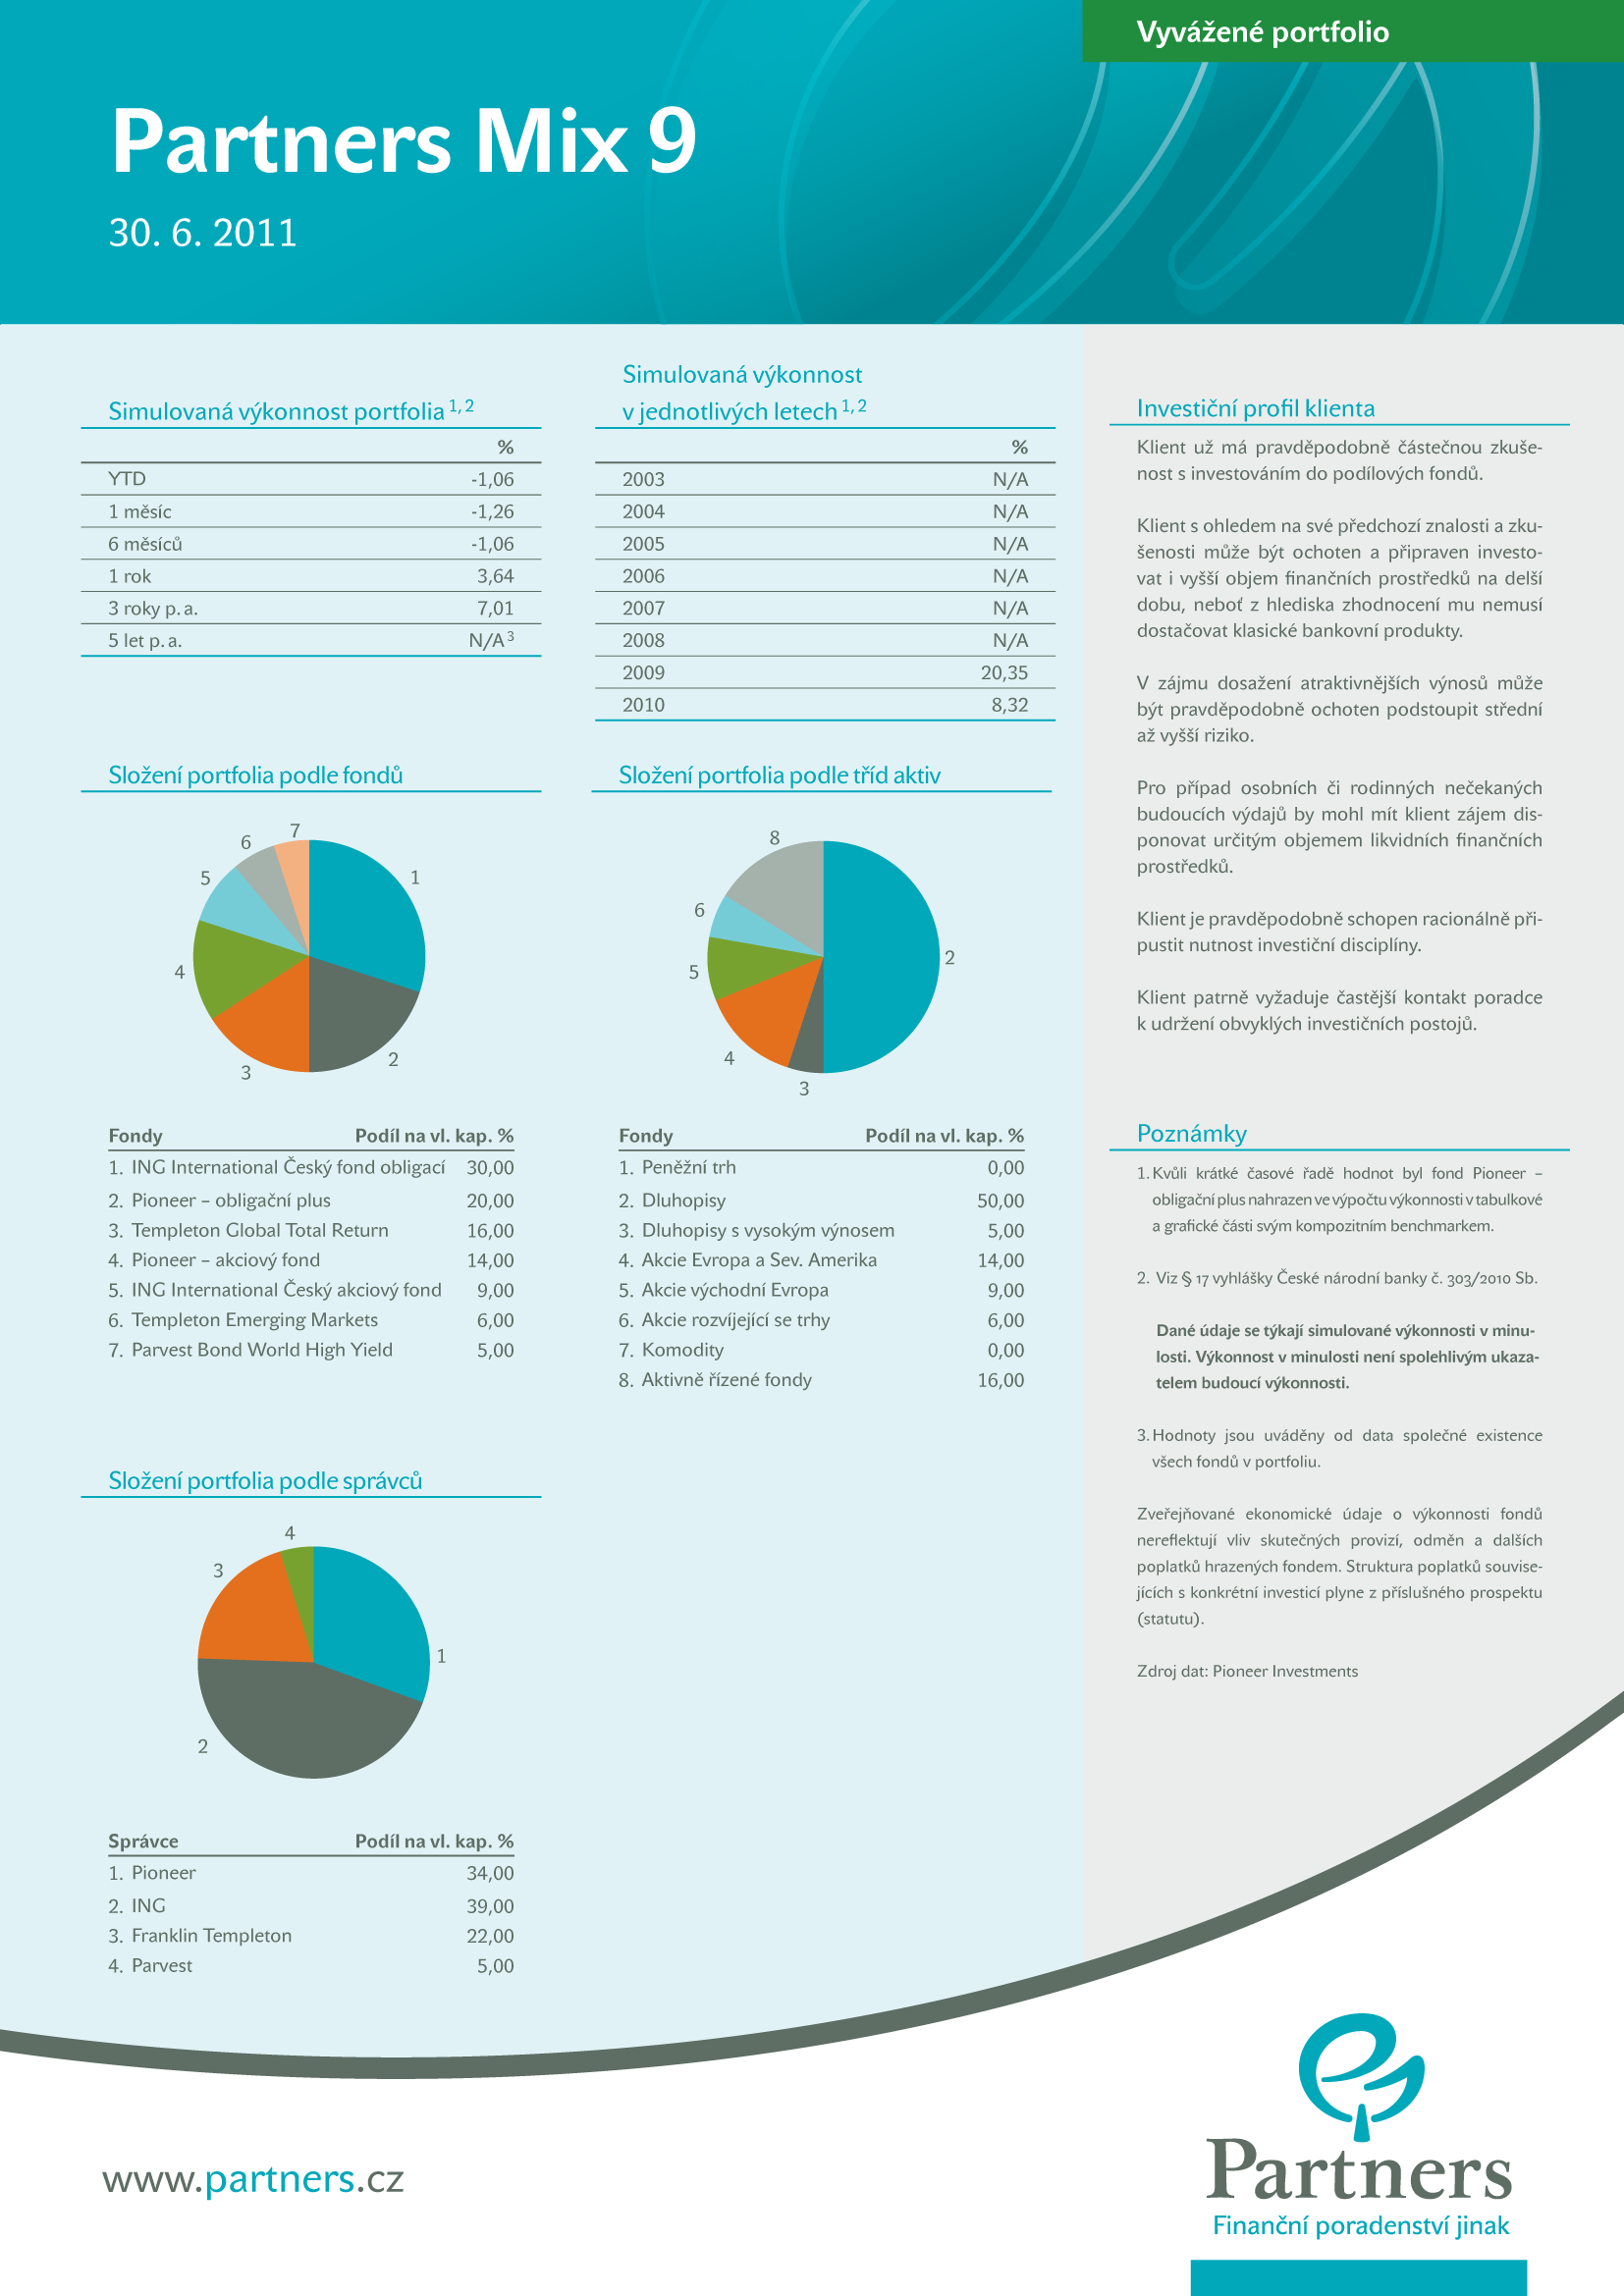 Vyvážené portfolio
Partners Mix 9
30. 6. 2011
Simulovaná výkonnost portfolia 1, 2
%
YTD -1,06
1 měsíc -1,26
6 měsíců -1,06
1 rok 3,64
3 roky p. a. 7,01
5 let p. a. N/A 3
Simulovaná výkonnost
v jednotlivých letech 1, 2
%
2003 N/A
2004 N/A
2005 N/A
2006 N/A
2007 N/A
2008 N/A
2009 20,35
2010 8,32
Složení portfolia podle fondů
7
6
1
5
4
2
3
Fondy Podíl na vl. kap. %
1. ING International Český fond obligací 30,00
2. Pioneer – obligační plus 20,00
3. Templeton Global Total Return 16,00
4. Pioneer – akciový fond 14,00
5. ING International Český akciový fond 9,00
6. Templeton Emerging Markets 6,00
7. Parvest Bond World High Yield 5,00
Složení portfolia podle tříd aktiv
8
6
2
5
4
3
Fondy Podíl na vl. kap. %
1. Peněžní trh 0,00
2. Dluhopisy 50,00
3. Dluhopisy s vysokým výnosem 5,00
4. Akcie Evropa a Sev. Amerika 14,00
5. Akcie východní Evropa 9,00
6. Akcie rozvíjející se trhy 6,00
7. Komodity 0,00
8. Aktivně řízené fondy 16,00
Složení portfolia podle správců
4
3
1
2
Správce Podíl na vl. kap. %
1. Pioneer 34,00
2. ING 39,00
3. Franklin Templeton 22,00
4. Parvest 5,00
Investiční profil klienta
Klient už má pravděpodobně částečnou zkuše-
nost s investováním do podílových fondů.
Klient s ohledem na své předchozí znalosti a zku-
šenosti může být ochoten a připraven investo-
vat i vyšší objem finančních prostředků na delší
dobu, neboť z hlediska zhodnocení mu nemusí
dostačovat klasické bankovní produkty.
V zájmu dosažení atraktivnějších výnosů může
být pravděpodobně ochoten podstoupit střední
až vyšší riziko.
Pro případ osobních či rodinných nečekaných
budoucích výdajů by mohl mít klient zájem dis-
ponovat určitým objemem likvidních finančních
prostředků.
Klient je pravděpodobně schopen racionálně při-
pustit nutnost investiční disciplíny.
Klient patrně vyžaduje častější kontakt poradce
k udržení obvyklých investičních postojů.
Poznámky
1. Kvůli krátké časové řadě hodnot byl fond Pioneer –
obligační plus nahrazen ve výpočtu výkonnosti v tabulkové
a grafické části svým kompozitním benchmarkem.
2. Viz § 17 vyhlášky České národní banky č. 303/2010 Sb.
Dané údaje se týkají simulované výkonnosti v minu-
losti. Výkonnost v minulosti není spolehlivým ukaza-
telem budoucí výkonnosti.
3. Hodnoty jsou uváděny od data společné existence
všech fondů v portfoliu.
Zveřejňované ekonomické údaje o výkonnosti fondů
nereflektují vliv skutečných provizí, odměn a dalších
poplatků hrazených fondem. Struktura poplatků souvise-
jících s konkrétní investicí plyne z příslušného prospektu
(statutu).
Zdroj dat: Pioneer Investments
www.partners.cz
Partners
Finanční poradenství jinak